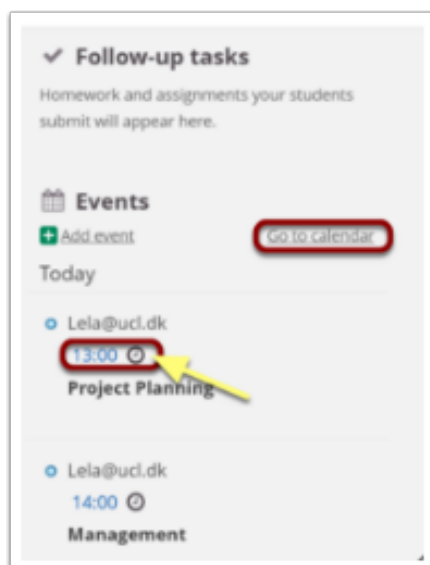 Follow-up tasks
Homework and assignments your students
submit will appear here.
Events
Add event Go to calendar
Today
Lela@ucl.dk
13:00
Project Planning
Lela@ucl.dk
14:00
Management